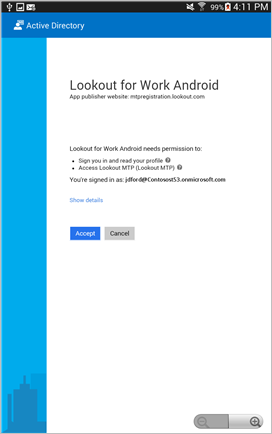 99% 4:11 PM
Active Directory
Lookout for Work Android
App publisher website: mtpregistration.lookout.com
Lookout for Work Android needs permission to:
Sign you in and read your profile
Access Lookout MTP (Lookout MTP)
You're signed in as: jdford@Contosost53.onmicrosoft.com
Show details
Accept Cancel